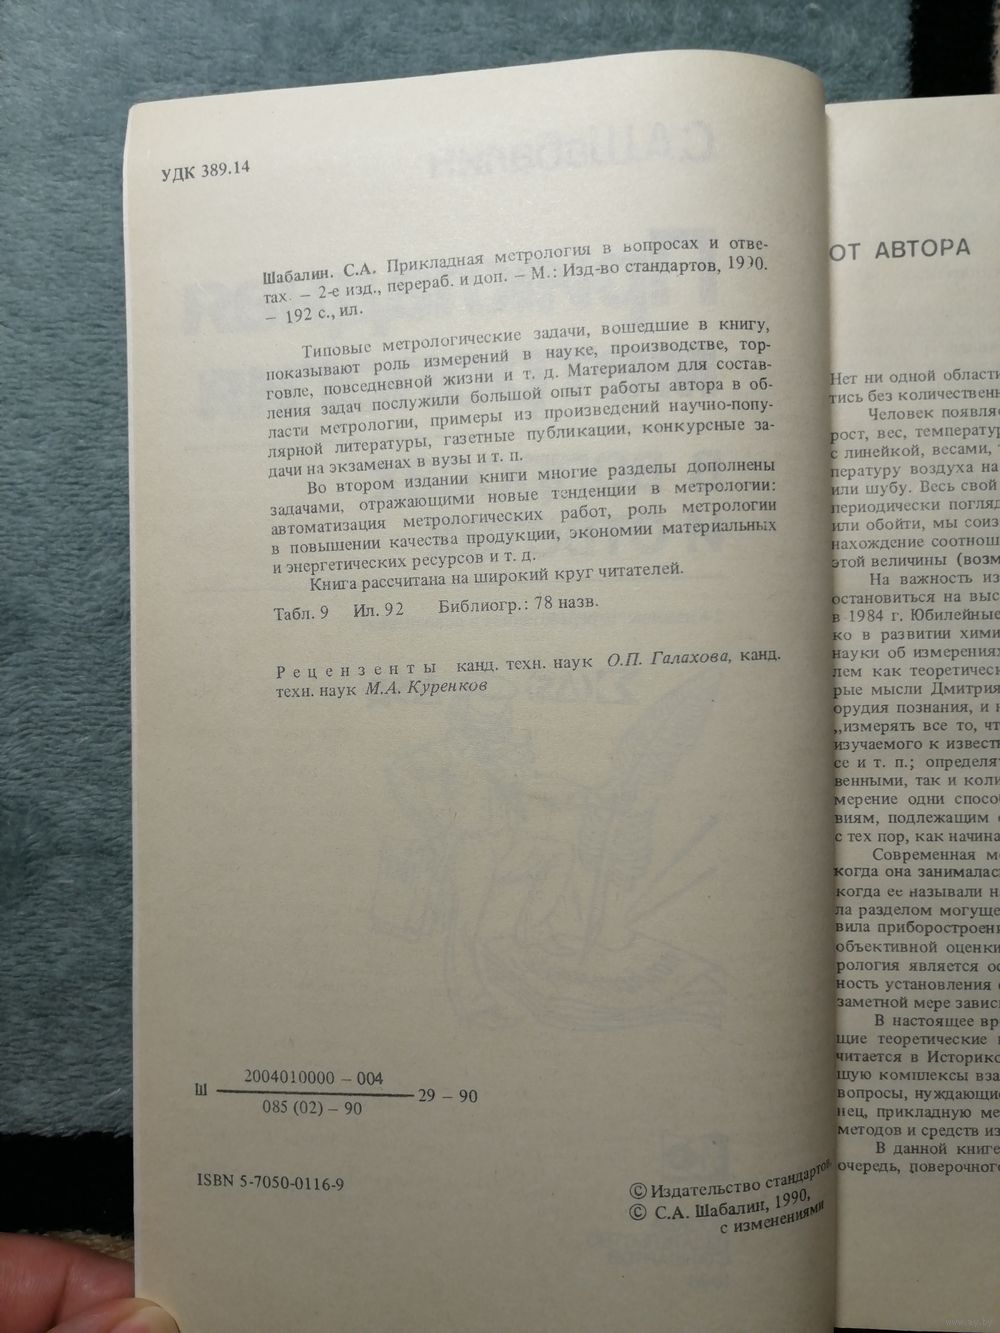 УДК 389.14
Шабалин. С.А. Прикладная метрология в вопросах и отве-
тах. – 2-е изд., перераб. и доп. – М.: Изд-во стандартов, 1990.
– 192 с., ил.
Типовые метрологические задачи, вошедшие в книгу,
показывают роль измерений в науке, производстве, тор-
говле, повседневной жизни и т. д. Материалом для состав-
ления задач послужили большой опыт работы автора в об-
ласти метрологии, примеры из произведений научно-попу-
лярной литературы, газетные публикации, конкурсные за-
дачи на экзаменах в вузы и т. п.
Во втором издании книги многие разделы дополнены
задачами, отражающими новые тенденции в метрологии:
автоматизация метрологических работ, роль метрологии
в повышении качества продукции, экономии материальных
и энергетических ресурсов и т. д.
Книга рассчитана на широкий круг читателей.
Табл. 9 Ил. 92 Библиогр.: 78 назв.
Рецензенты канд. техн. наук О.П. Галахова, канд.
техн. наук М.А. Куренков
Ш 2004010000 – 004
085 (02) – 90
29 – 90
ISBN 5-7050-0116-9
© Издательство стандартов,
© С.А. Шабалин, 1990,
с изменениями
ОТ АВТОРА
Нет ни одной области
тись без количественн
Человек появля
рост, вес, температур
с линейкой, весами,
пературу воздуха на
или шубу. Весь свой
периодически погляд
или обойти, мы соиз
нахождение соотнош
этой величины (возм
На важность из
остановиться на выс
в 1984 г. Юбилейные
ко в развитии хими
науки об измерениях
лем как теоретическ
рые мысли Дмитрия
орудия познания, и н
„измерять все то, чт
изучаемого к известн
се и т. п.; определят
венными, так и коли
мерение одни спосо
виям, подлежащим
с тех пор, как начина
Современная м
когда она занималас
когда ее называли н
ла разделом могуще
вила приборостроени
объективной оценки
рология является ос
ность установления
заметной мере завис
В настоящее вр
щие теоретические
читается в Историко
шую комплексы вза
вопросы, нуждающие
нец, прикладную ме
методов и средств из
В данной книге
очередь, поверочного
www.ay.by